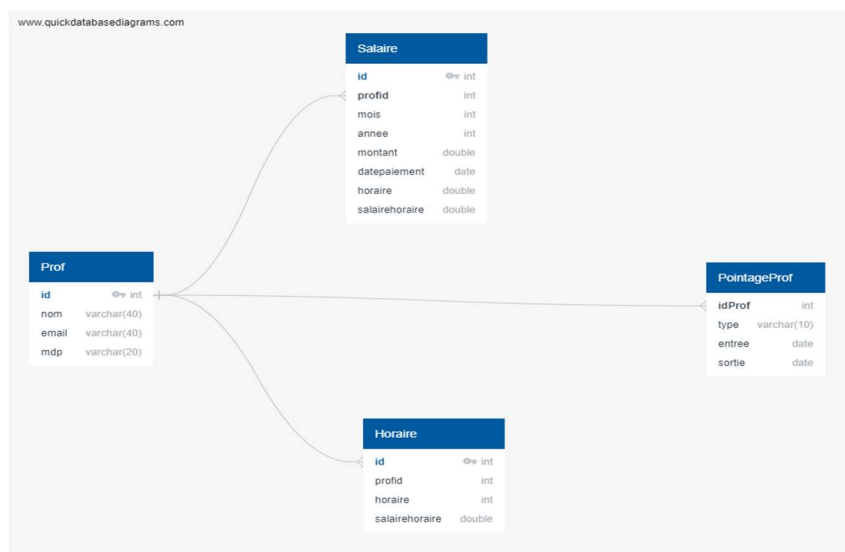 www.quickdatabasediagrams.com
Salaire
id int
profid int
mois int
annee int
montant double
datepaiement date
horaire double
salairehoraire double
Prof
id int
nom varchar(40)
email varchar(40)
mdp varchar(20)
PointageProf
idProf int
type varchar(10)
entree date
sortie date
Horaire
id int
profid int
horaire int
salairehoraire double